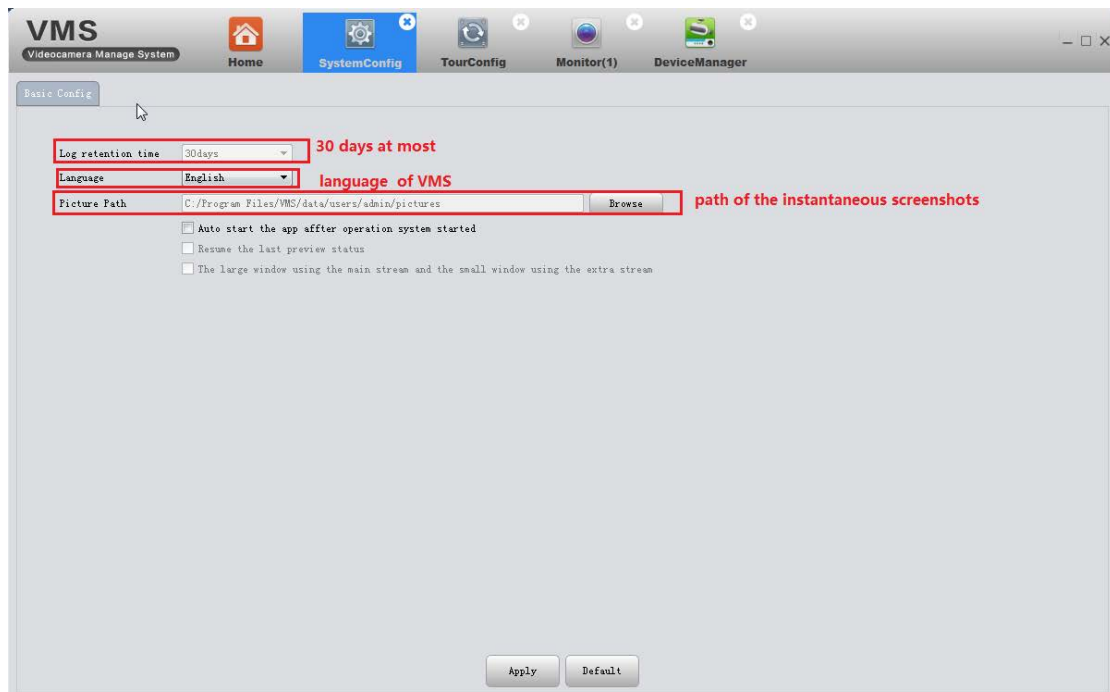 VMS
Videocamera Manage System
Home
SystemConfig
TourConfig
Monitor(1)
DeviceManager
Basic Config
Log retention time
30days
30 days at most
Language
English
language of VMS
Picture Path
C:/Program Files/VMS/data/users/admin/pictures
Browse
path of the instantaneous screenshots
Auto start the app affter operation system started
Resume the last preview status
The large window using the main stream and the small window using the extra stream
Apply
Default